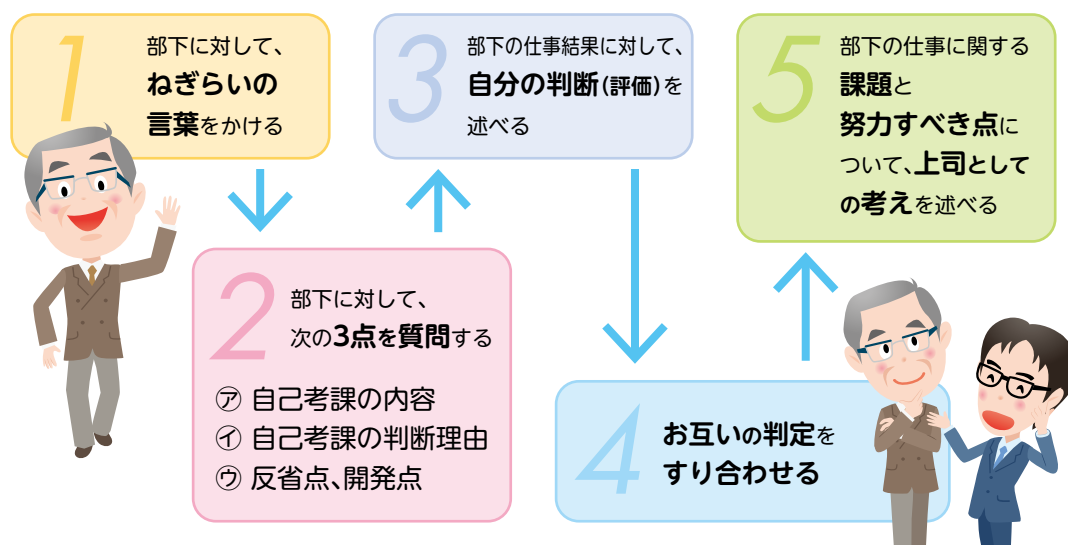 1
部下に対して、
ねぎらいの
言葉をかける
2
部下に対して、
次の3点を質問する
㋐ 自己考課の内容
㋑ 自己考課の判断理由
㋒ 反省点、開発点
3
部下の仕事結果に対して、
自分の判断(評価)を
述べる
4
お互いの判定を
すり合わせる
5
部下の仕事に関する
課題と
努力すべき点に
ついて、上司として
の考えを述べる